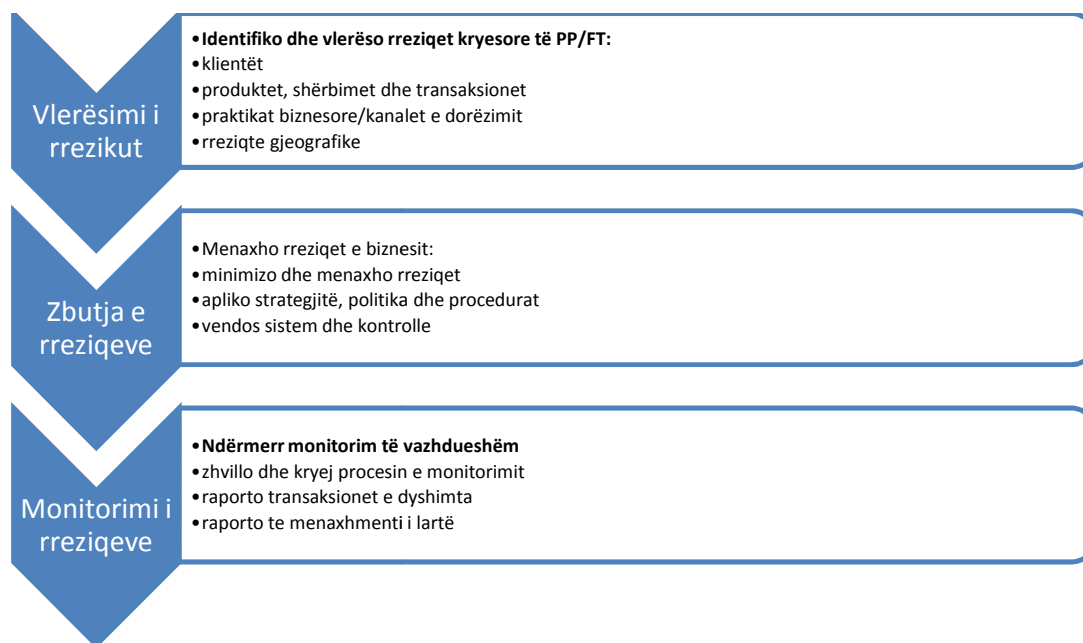 Vlerësimi i
rrezikut
•Identifiko dhe vlerëso rreziqet kryesore të PP/FT:
•klientët
•produktet, shërbimet dhe transaksionet
•praktikat biznesore/kanalet e dorëzimit
•rreziqte gjeografike
Zbutja e
rreziqeve
•Menaxho rreziqet e biznesit:
•minimizo dhe menaxho rreziqet
•apliko strategjitë, politika dhe procedurat
•vendos sistem dhe kontrolle
Monitorimi i
rreziqeve
•Ndërmerr monitorim të vazhdueshëm
•zhvillo dhe kryej procesin e monitorimit
•raporto transaksionet e dyshimta
•raporto te menaxhmenti i lartë